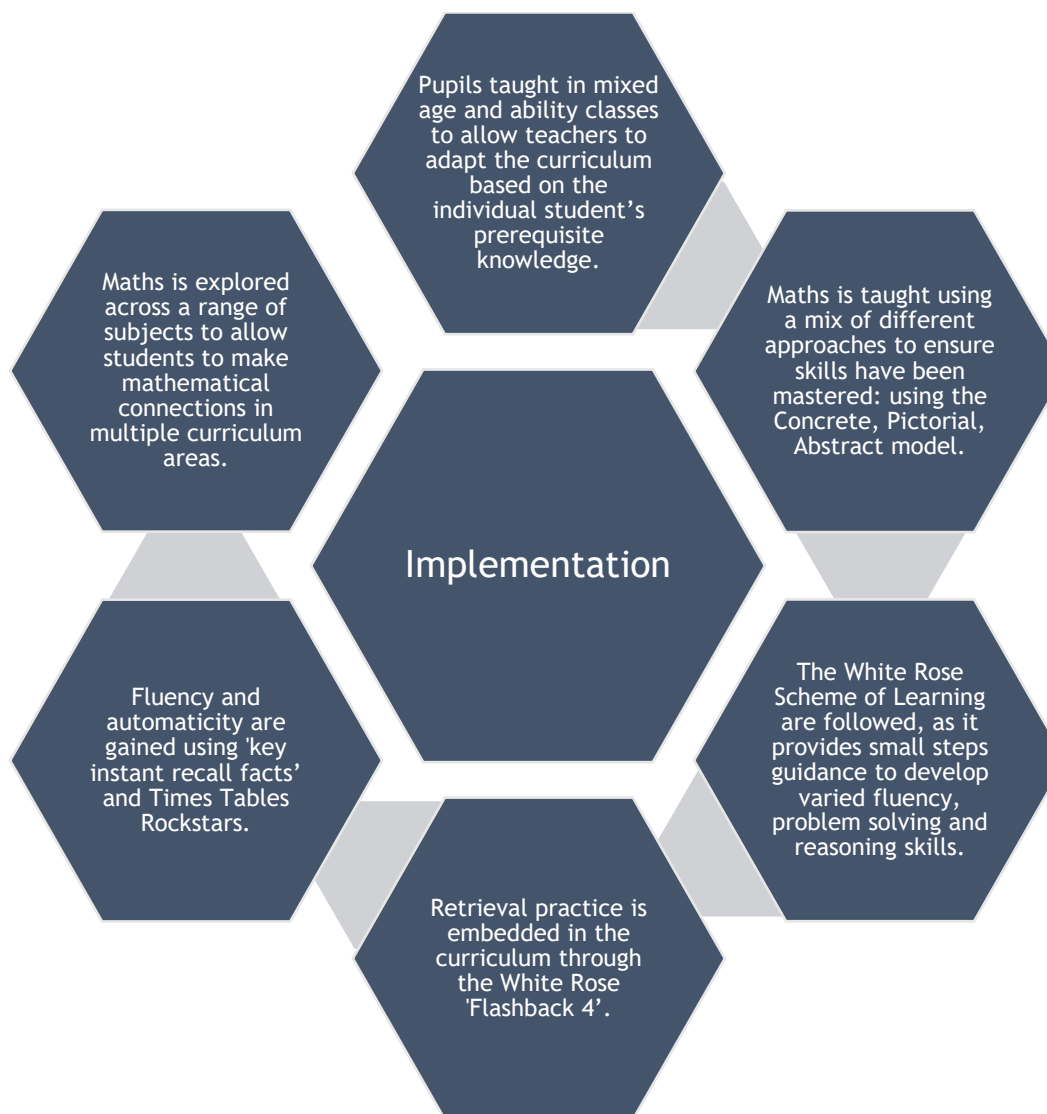 Pupils taught in mixed
age and ability classes
to allow teachers to
adapt the curriculum
based on the
individual student’s
prerequisite
knowledge.
Maths is taught using
a mix of different
approaches to ensure
skills have been
mastered: using the
Concrete, Pictorial,
Abstract model.
The White Rose
Scheme of Learning
are followed, as it
provides small steps
guidance to develop
varied fluency,
problem solving and
reasoning skills.
Retrieval practice is
embedded in the
curriculum through
the White Rose
'Flashback 4’.
Fluency and
automaticity are
gained using 'key
instant recall facts’
and Times Tables
Rockstars.
Maths is explored
across a range of
subjects to allow
students to make
mathematical
connections in
multiple curriculum
areas.
Implementation